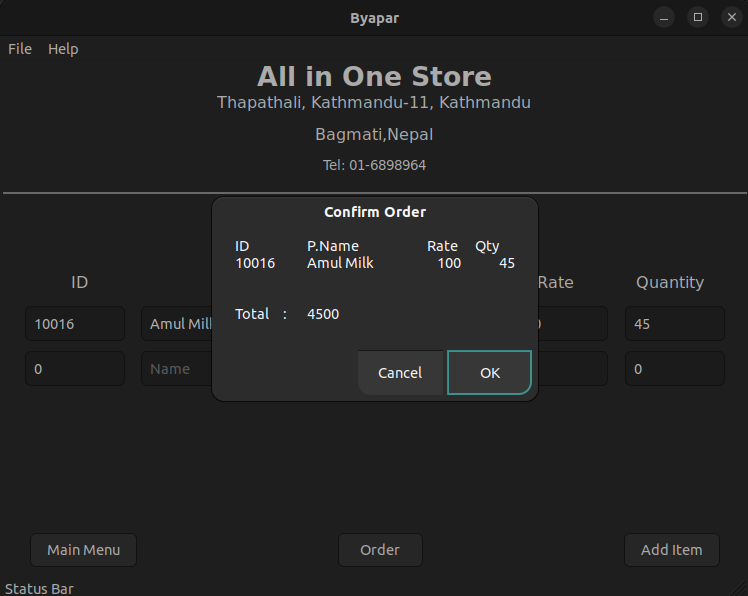 Byapar
File Help
All in One Store
Thapathali, Kathmandu-11, Kathmandu
Bagmati,Nepal
Tel: 01-6898964
Confirm Order
ID P.Name Rate Qty
10016 Amul Milk 100 45
Total : 4500
Cancel OK
ID Rate Quantity
10016 Amul Milk 45
0 Name 0
Main Menu Order Add Item
Status Bar